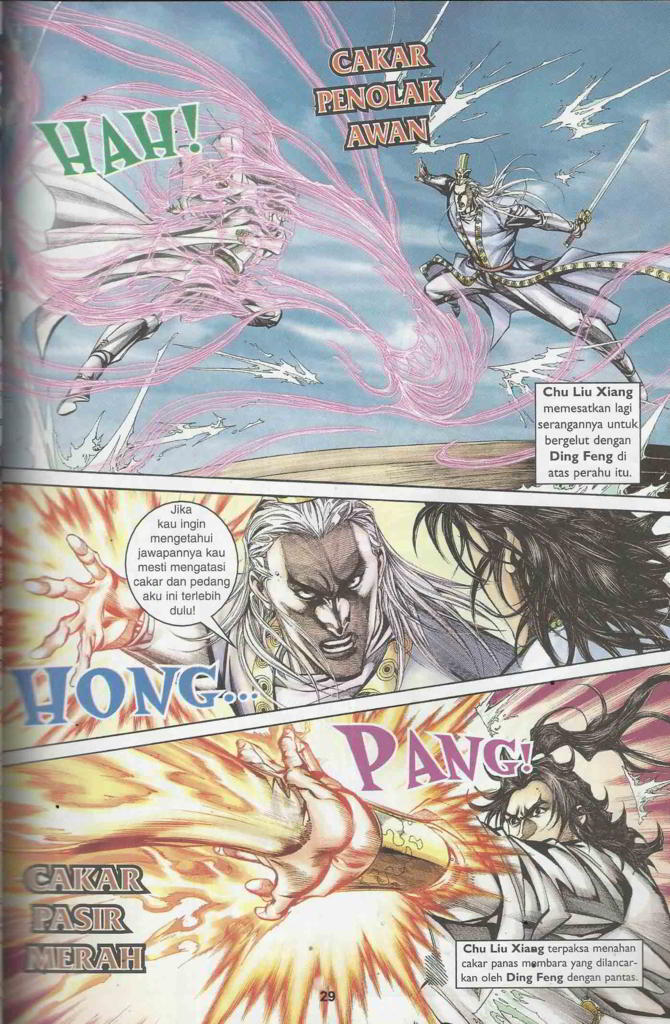 CAKAR
PENOLAK
AWAN
HAH!
Chu Liu Xiang
memesatkan lagi
serangannya untuk
bergelut dengan
Ding Feng di
atas perahu itu.
Jika
kau ingin
mengetahui
jawapannya kau
mesti mengatasi
cakar dan pedang
aku ini terlebih
dulu!
HONG...
PANG!
CAKAR
PASIR
MERAH
Chu Liu Xiang terpaksa menahan
cakar panas membara yang dilancar-
kan oleh Ding Feng dengan pantas.
29